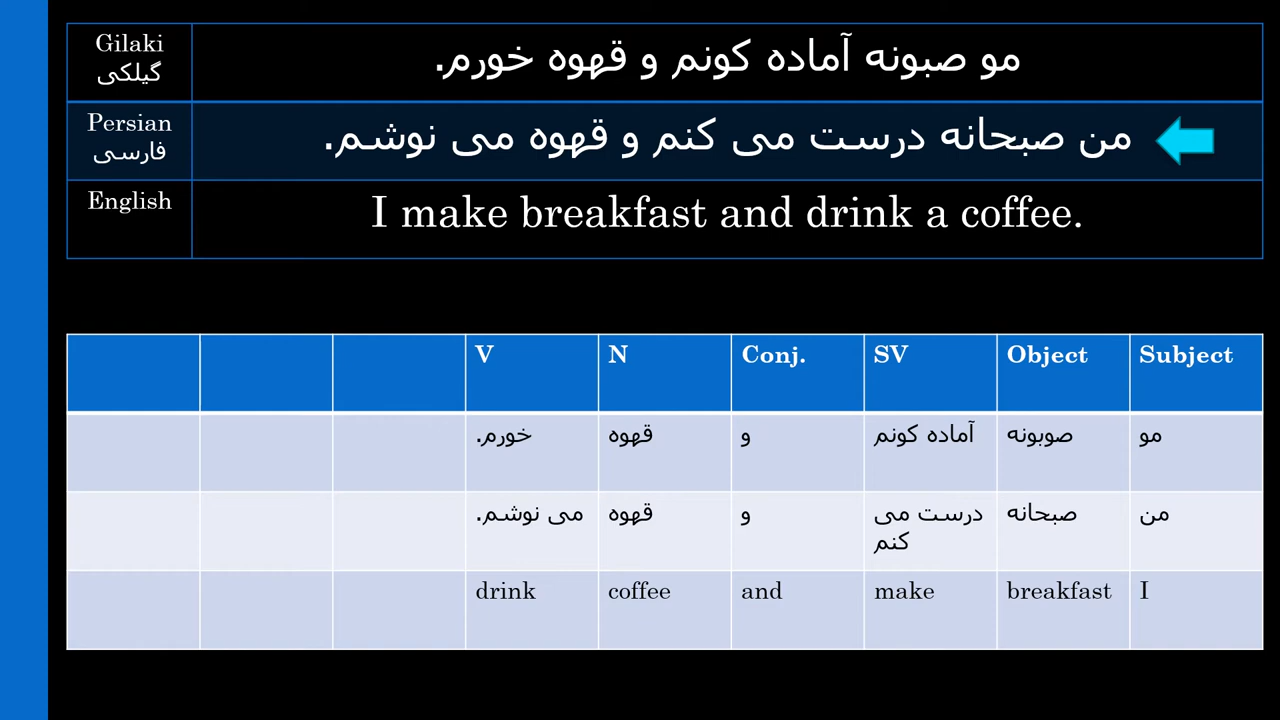 Gilaki
گیلکی
مو صبونه آماده کونم و قهوه خورم.
Persian
فارسی
من صبحانه درست می کنم و قهوه می نوشم.
English
I make breakfast and drink a coffee.
V N Conj. SV Object Subject
مو صوبونه آماده کونم و قهوه خورم.
من صبحانه درست می کنم و قهوه می نوشم.
drink coffee and make breakfast I